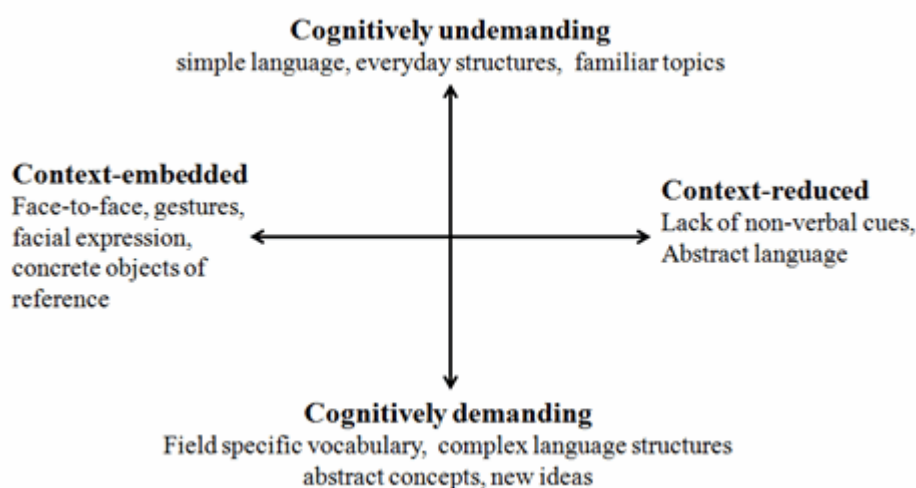 Cognitively undemanding
simple language, everyday structures, familiar topics
Context-embedded
Face-to-face, gestures,
facial expression,
concrete objects of
reference
Context-reduced
Lack of non-verbal cues,
Abstract language
Cognitively demanding
Field specific vocabulary, complex language structures
abstract concepts, new ideas